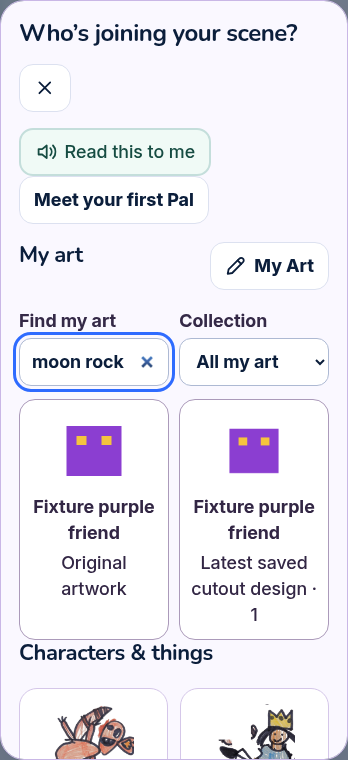 Who's joining your scene?
Read this to me
Meet your first Pal
My art
My Art
Find my art
Collection
moon rock
All my art
Fixture purple
friend
Original
artwork
Fixture purple
friend
Latest saved
cutout design ·
1
Characters & things